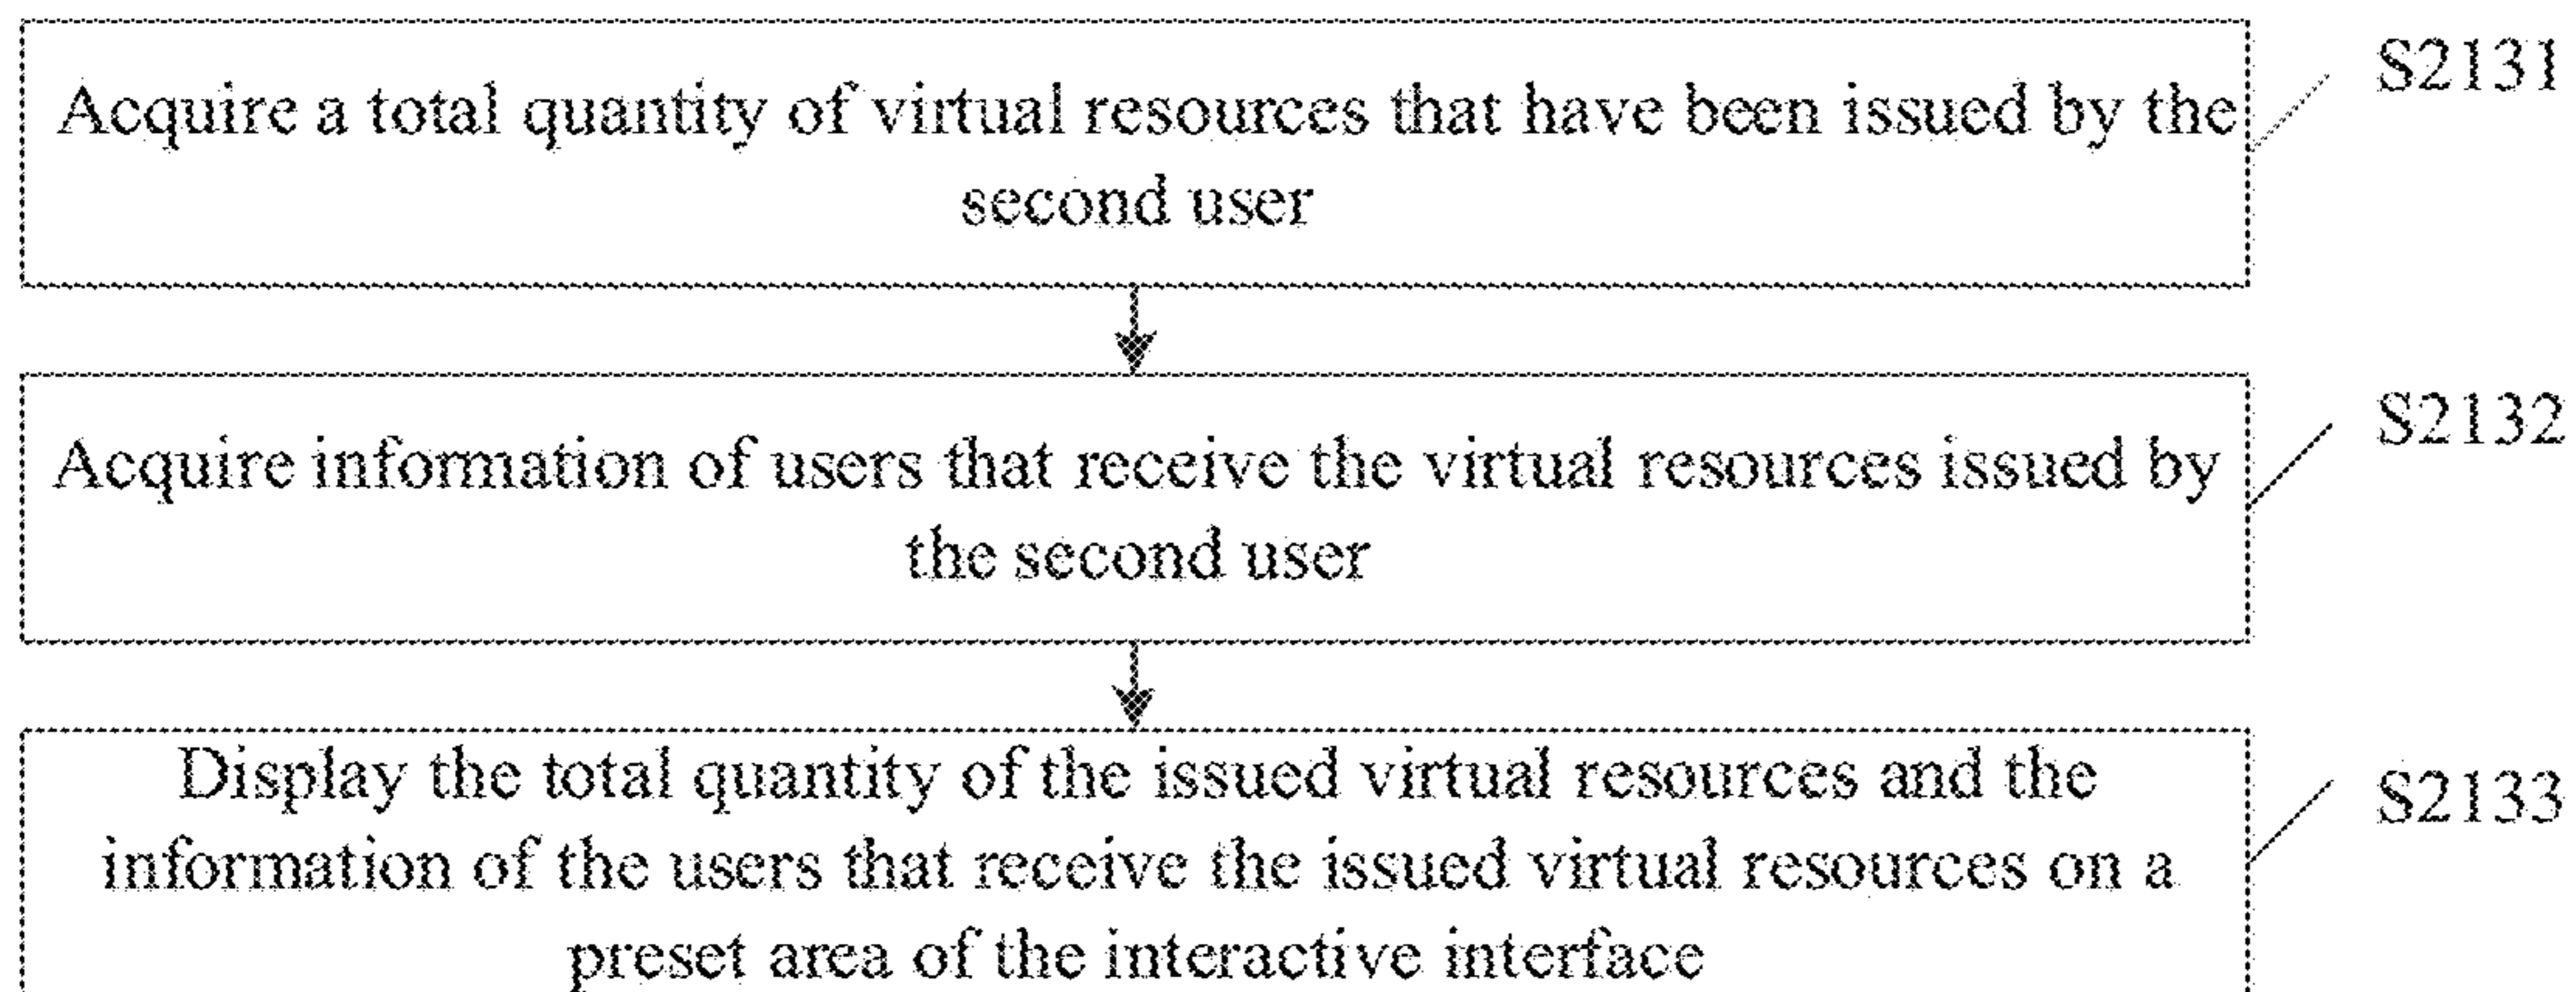 Acquire a total quantity of virtual resources that have been issued by the
second user
S2131
Acquire information of users that receive the virtual resources issued by
the second user
S2132
Display the total quantity of the issued virtual resources and the
information of the users that receive the issued virtual resources on a
preset area of the interactive interface
S2133